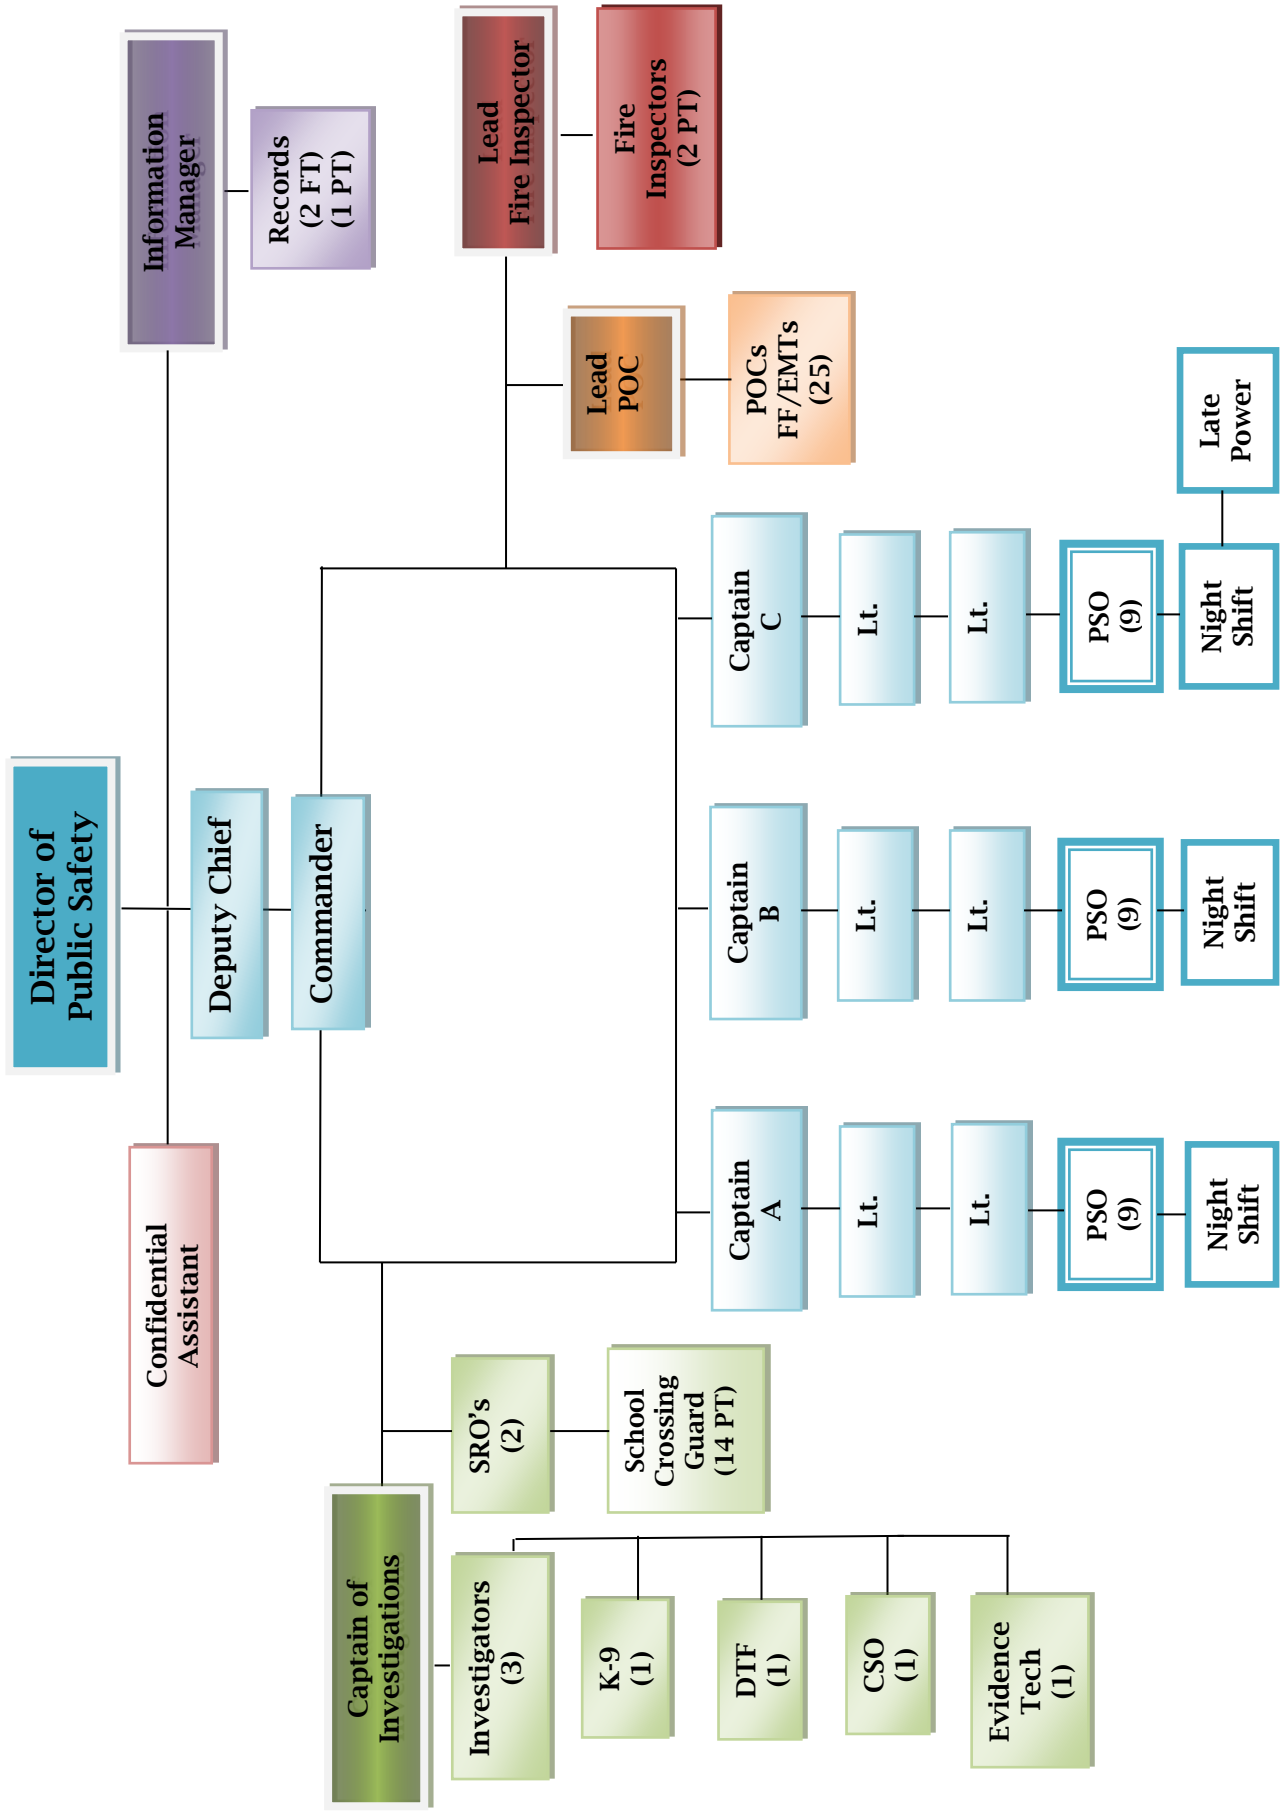 Director of
Public Safety
Confidential
Assistant
Information
Manager
Records
(2 FT)
(1 PT)
Deputy Chief
Commander
Captain of
Investigations
Investigators
(3)
K-9
(1)
DTF
(1)
CSO
(1)
Evidence
Tech
(1)
SRO's
(2)
School
Crossing
Guard
(14 PT)
Captain
A
Lt.
Lt.
PSO
(9)
Night
Shift
Captain
B
Lt.
Lt.
PSO
(9)
Night
Shift
Captain
C
Lt.
Lt.
PSO
(9)
Night
Shift
Late
Power
Lead
POC
POCs
FF/EMTs
(25)
Lead
Fire Inspector
Fire
Inspectors
(2 PT)